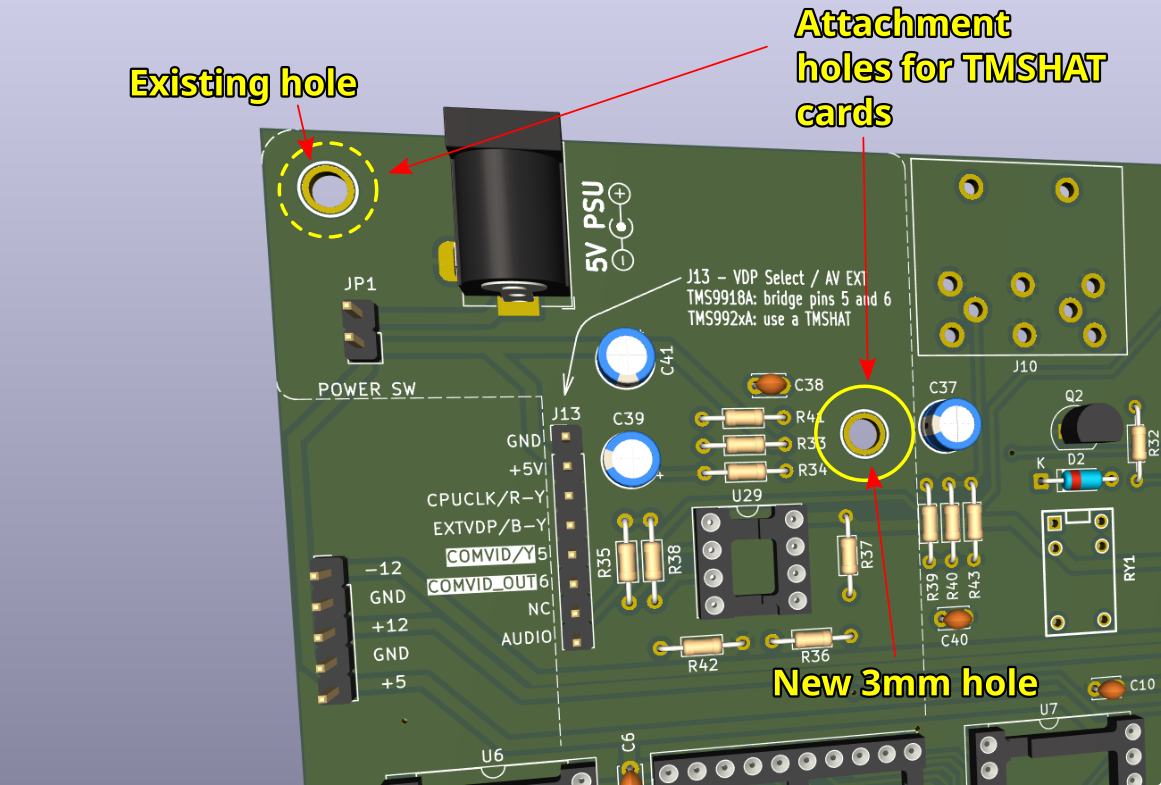 Attachment
holes for TMSHAT
cards
Existing hole
5V PSU
+
-
JP1
POWER SW
J13 - VDP Select / AV EXT
TMS9918A: bridge pins 5 and 6
TMS992xA: use a TMSHAT
J10
C41
C38
C37
Q2
R32
C39
+
R41
R33
R34
K
D2
J13
GND
+5V
CPUCLK/R-Y
EXTVDP/B-Y
COMVID/Y 5
COMVID_OUT 6
NC
AUDIO
U29
R35
R38
R37
R39
R40
R43
RY1
-12
GND
+12
GND
+5
C40
R42
R36
New 3mm hole
C10
U7
U6
C6